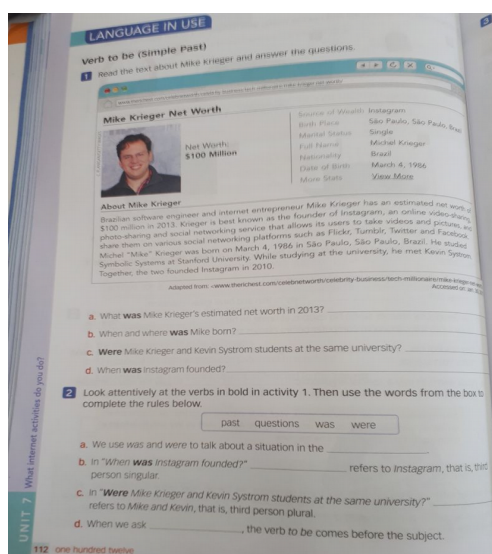 LANGUAGE IN USE
Verb to be (Simple Past)
1 Read the text about Mike Krieger and answer the questions.
Mike Krieger Net Worth
Net Worth:
$100 Million
Source of Wealth Instagram
Birth Place São Paulo, São Paulo, Brazil
Marital Status Single
Full Name Michel Krieger
Nationality Brazil
Date of Birth March 4, 1986
More Stats View More
About Mike Krieger
Brazilian software engineer and internet entrepreneur Mike Krieger has an estimated net worth of
$100 million in 2013. Krieger is best known as the founder of Instagram, an online video-sharing,
photo-sharing and social networking service that allows its users to take videos and pictures, and
share them on various social networking platforms such as Flickr, Tumblr, Twitter and Facebook.
Michel "Mike" Krieger was born on March 4, 1986 in São Paulo, São Paulo, Brazil. He studied
Symbolic Systems at Stanford University. While studying at the university, he met Kevin Systrom.
Together, the two founded Instagram in 2010.
Adapted from: <www.therichest.com/celebnetworth/celebrity-business/tech-millionaire/mike-krieger-net-
Accessed on:
a. What was Mike Krieger's estimated net worth in 2013?
b. When and where was Mike born?
c. Were Mike Krieger and Kevin Systrom students at the same university?
d. When was Instagram founded?
2 Look attentively at the verbs in bold in activity 1. Then use the words from the box to
complete the rules below.
past questions was were
a. We use was and were to talk about a situation in the
b. In "When was Instagram founded?" refers to Instagram, that is, third
person singular.
c. In "Were Mike Krieger and Kevin Systrom students at the same university?"
refers to Mike and Kevin, that is, third person plural.
d. When we ask , the verb to be comes before the subject.
UNIT 7 What internet activities do you do?
112 one hundred twelve